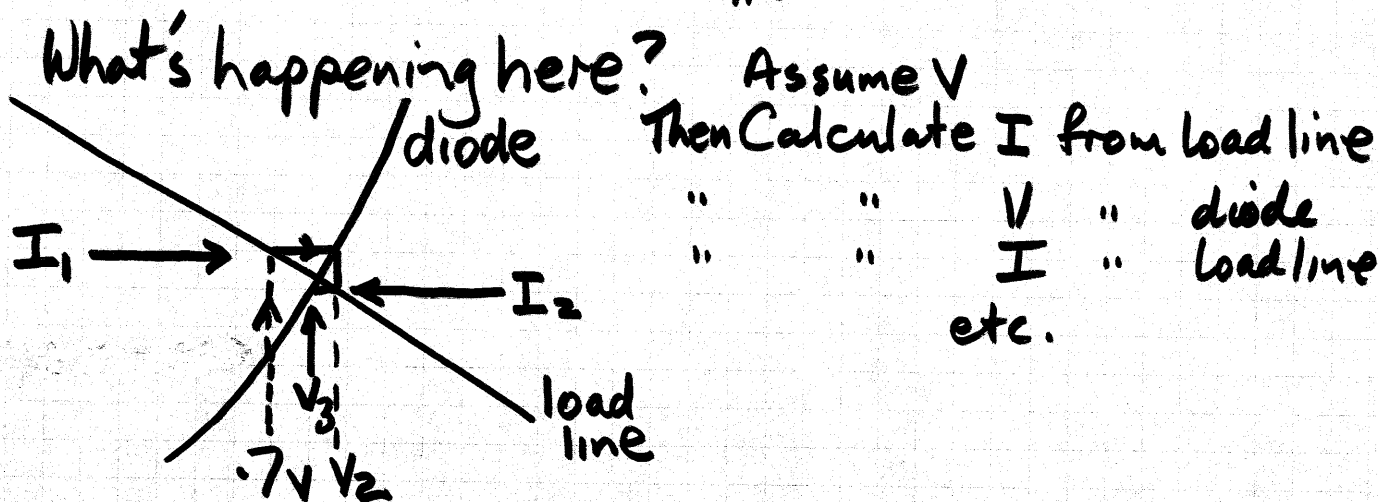 What's happening here?
Assume V
Then Calculate I from load line
" " V " diode
" " I " Load line
etc.
diode
I₁
I₂
V₃
load
line
.7V V₂